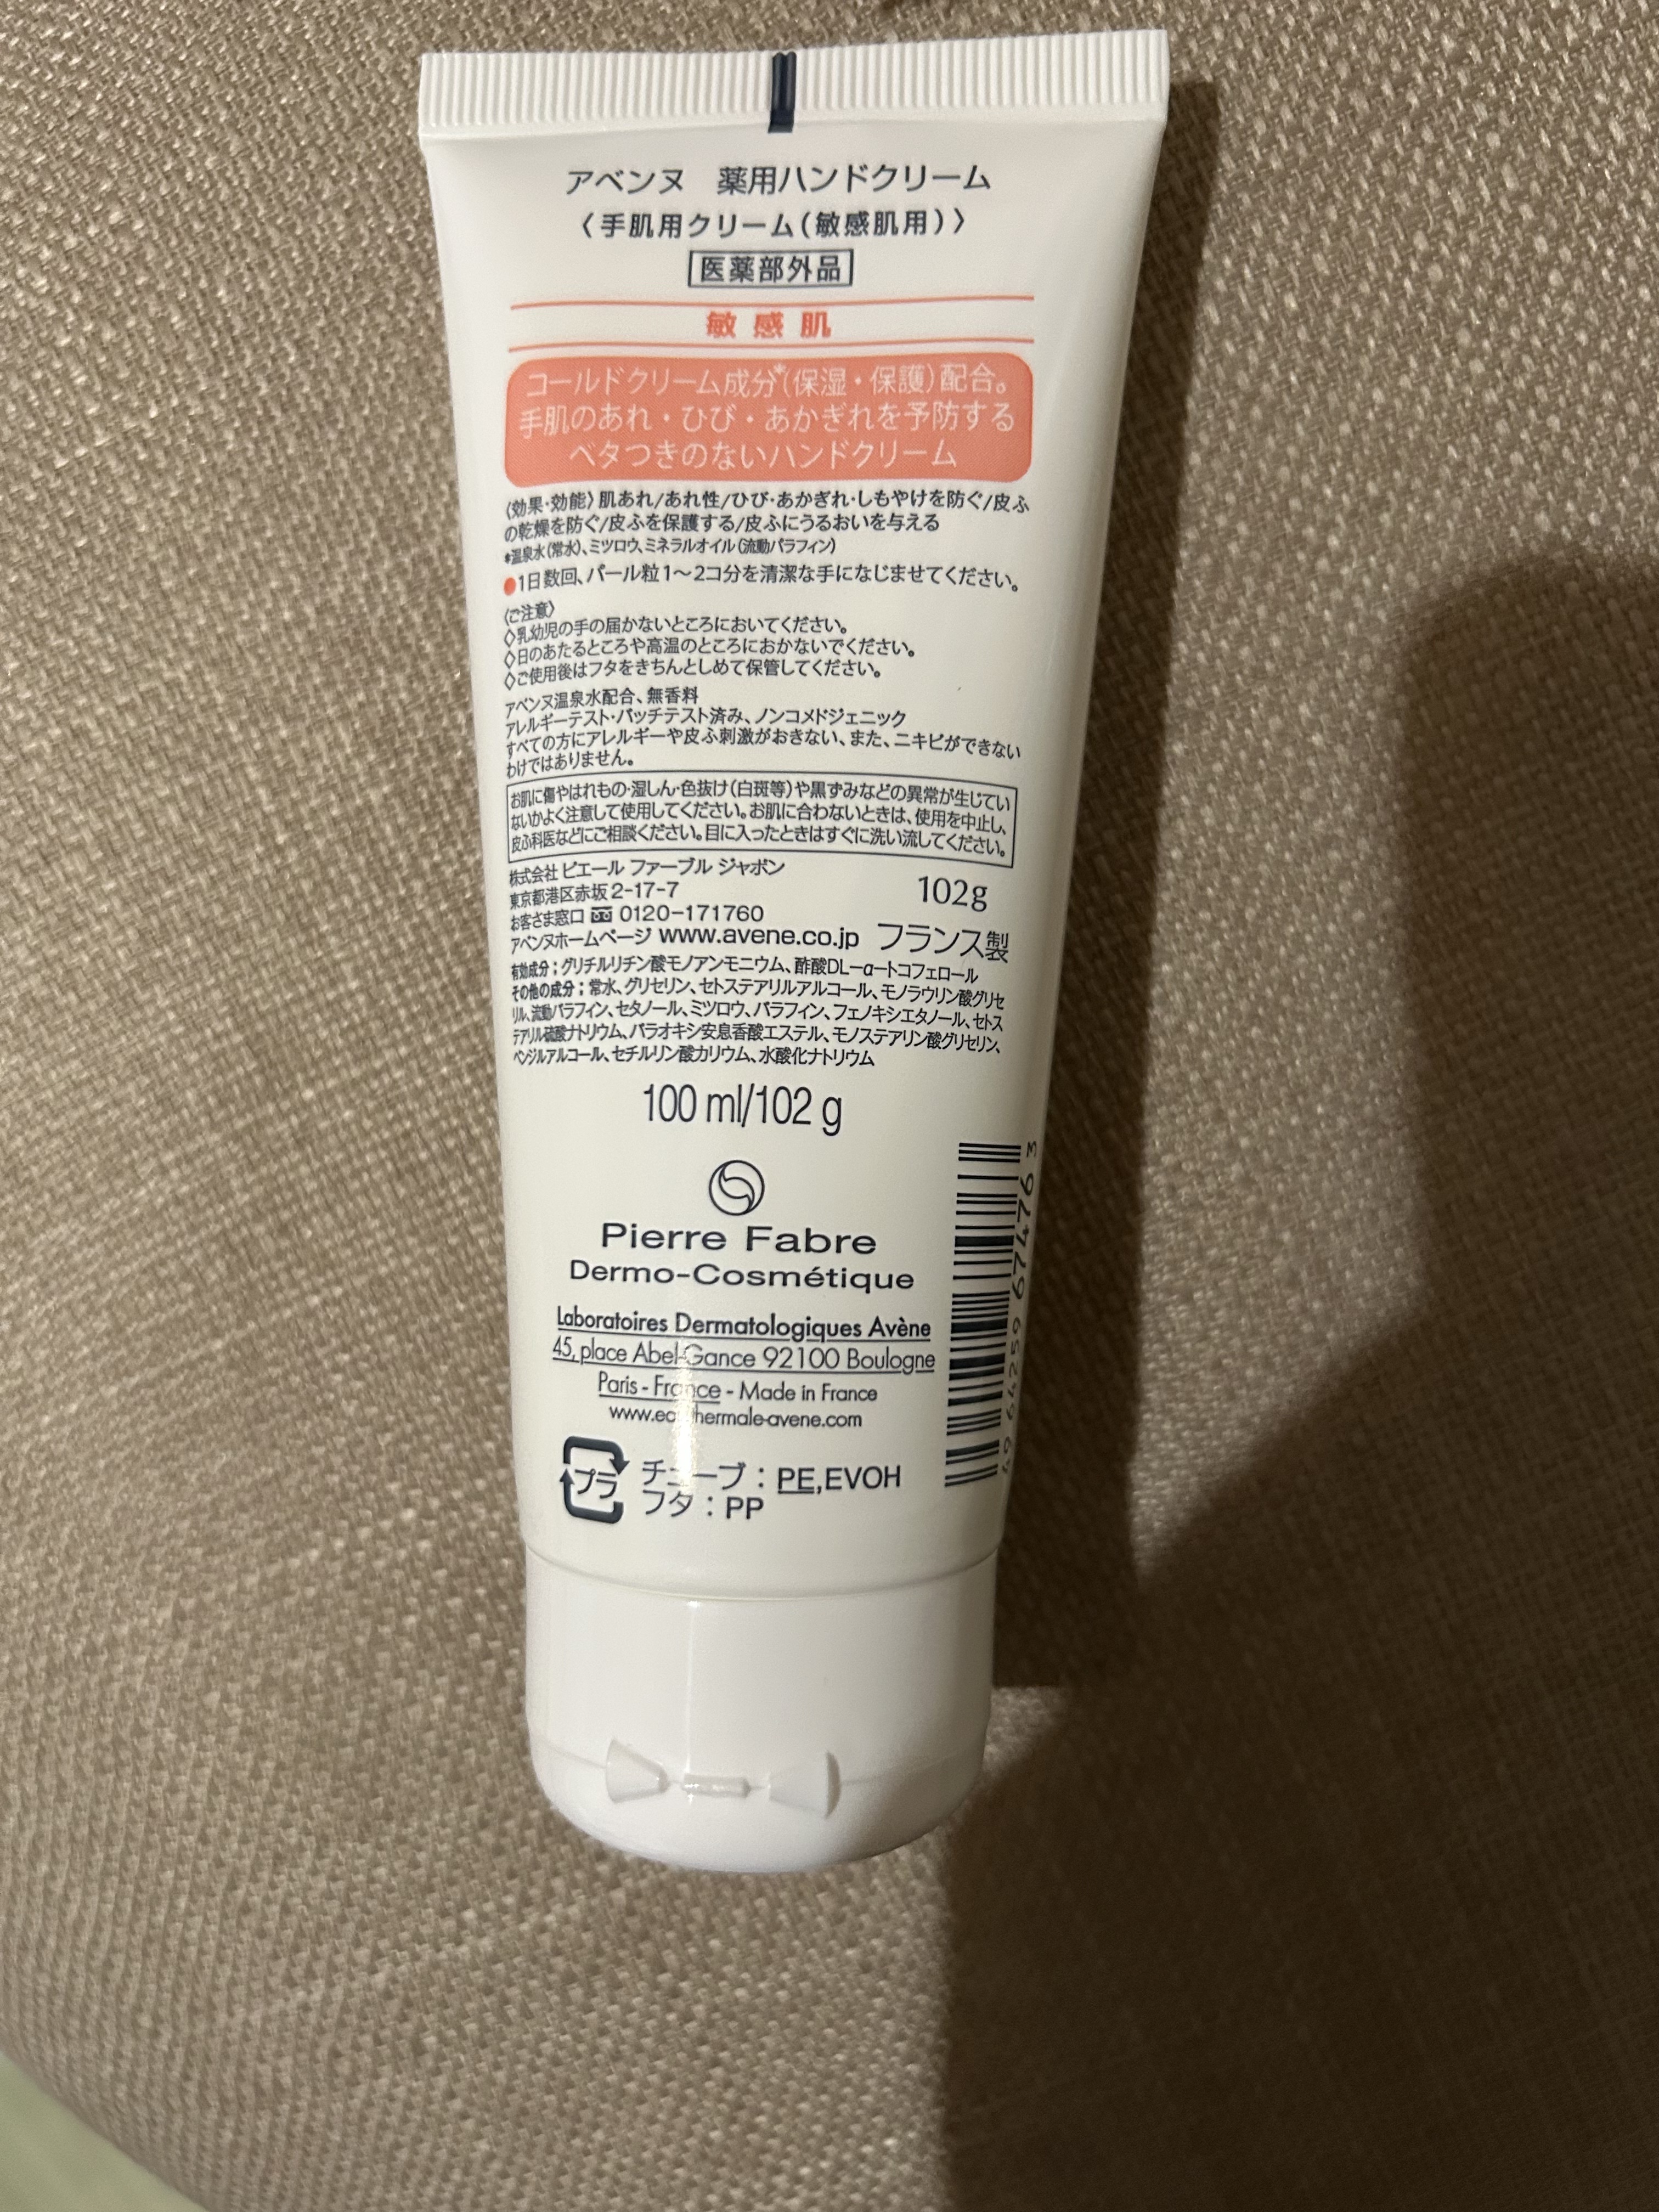 アベンヌ 薬用ハンドクリーム
〈手肌用クリーム(敏感肌用)〉
医薬部外品
敏感肌
コールドクリーム成分*(保湿・保護)配合。
手肌のあれ・ひび・あかぎれを予防する
ベタつきのないハンドクリーム
〈効果・効能〉肌あれ/あれ性/ひび・あかぎれ・しもやけを防ぐ/皮ふ
の乾燥を防ぐ/皮ふを保護する/皮ふにうるおいを与える
*温泉水(常水)、ミツロウ、ミネラルオイル(流動パラフィン)
●1日数回、パール粒1〜2コ分を清潔な手になじませてください。
〈ご注意〉
◇乳幼児の手の届かないところにおいてください。
◇日のあたるところや高温のところにおかないでください。
◇ご使用後はフタをきちんとしめて保管してください。
アベンヌ温泉水配合、無香料
アレルギーテスト・パッチテスト済み、ノンコメドジェニック
すべての方にアレルギーや皮ふ刺激がおきない、また、ニキビができない
わけではありません。
お肌に傷やはれもの・湿しん・色抜け(白斑等)や黒ずみなどの異常が生じてい
ないかよく注意して使用してください。お肌に合わないときは、使用を中止し、
皮ふ科医などにご相談ください。目に入ったときはすぐに洗い流してください。
株式会社 ピエール ファーブル ジャポン
東京都港区赤坂2-17-7
102g
お客さま窓口 0120-171760
アベンヌホームページ www.avene.co.jp フランス製
有効成分;グリチルリチン酸モノアンモニウム、酢酸DL-α-トコフェロール
その他の成分;常水、グリセリン、セトステアリルアルコール、モノラウリン酸グリセ
リル、流動パラフィン、セタノール、ミツロウ、パラフィン、フェノキシエタノール、セトス
テアリル硫酸ナトリウム、パラオキシ安息香酸エステル、モノステアリン酸グリセリン、
ベンジルアルコール、セチルリン酸カリウム、水酸化ナトリウム
100 ml/102 g
Pierre Fabre
Dermo-Cosmétique
Laboratoires Dermatologiques Avène
45, place Abel-Gance 92100 Boulogne
Paris - France - Made in France
プラ
チューブ:PE,EVOH
フタ:PP